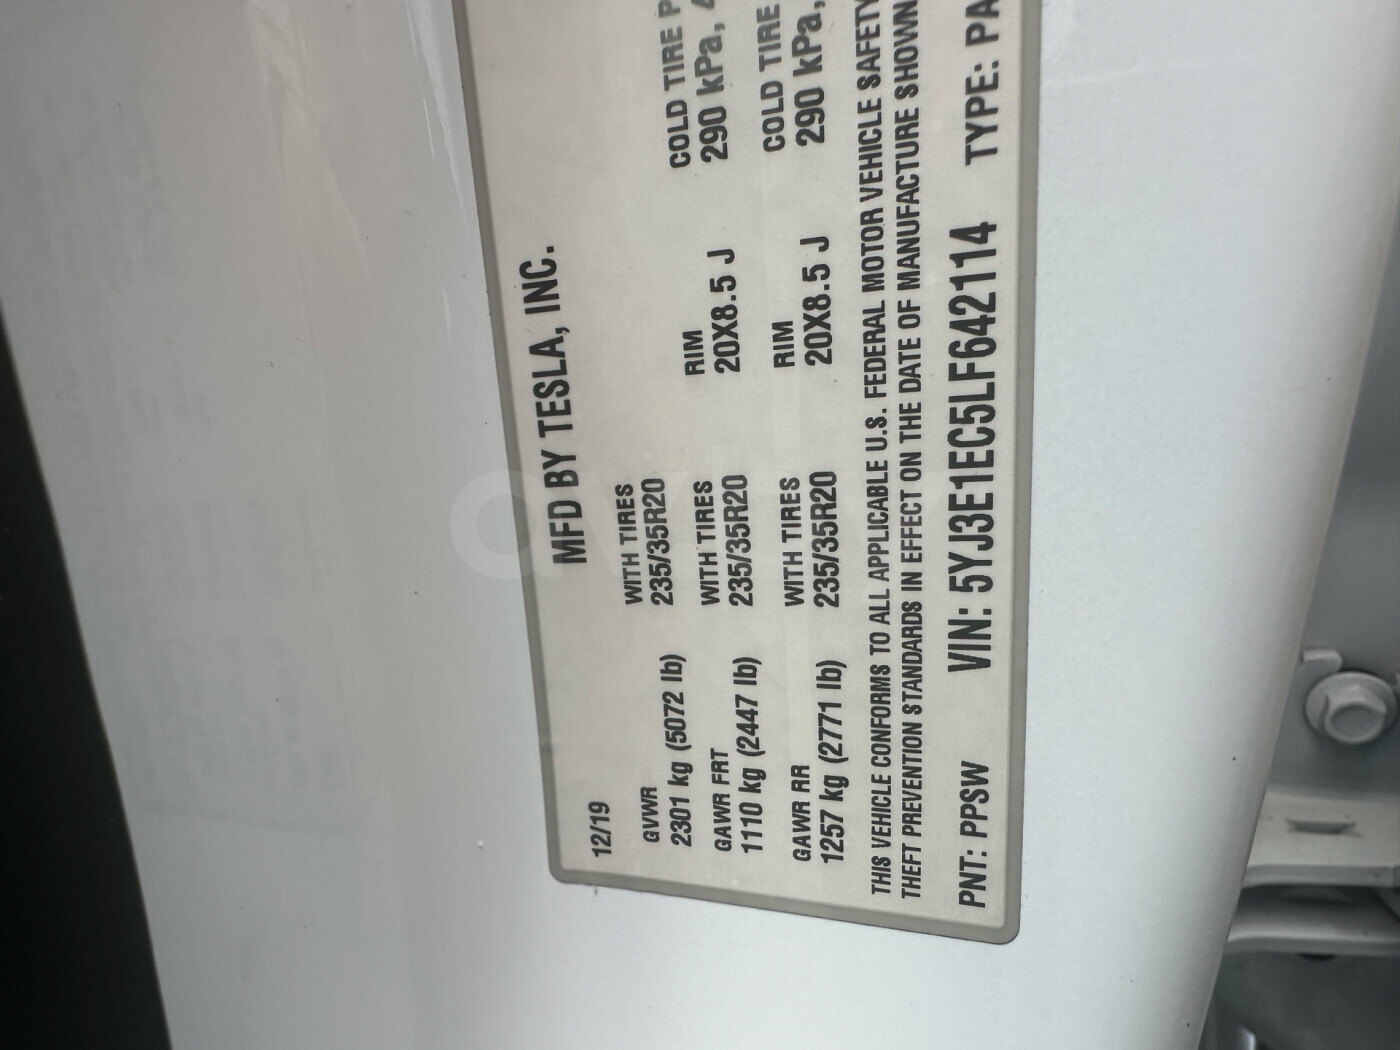 MFD BY TESLA, INC.
12/19
GVWR
2301 kg (5072 lb)
WITH TIRES
235/35R20
GAWR FRT
1110 kg (2447 lb)
WITH TIRES
235/35R20
RIM
20X8.5 J
COLD TIRE P
290 kPa,
GAWR RR
1257 kg (2771 lb)
WITH TIRES
235/35R20
RIM
20X8.5 J
COLD TIRE
290 kPa,
THIS VEHICLE CONFORMS TO ALL APPLICABLE U.S. FEDERAL MOTOR VEHICLE SAFETY
THEFT PREVENTION STANDARDS IN EFFECT ON THE DATE OF MANUFACTURE SHOWN
PNT: PPSW VIN: 5YJ3E1EC5LF642114 TYPE: PA